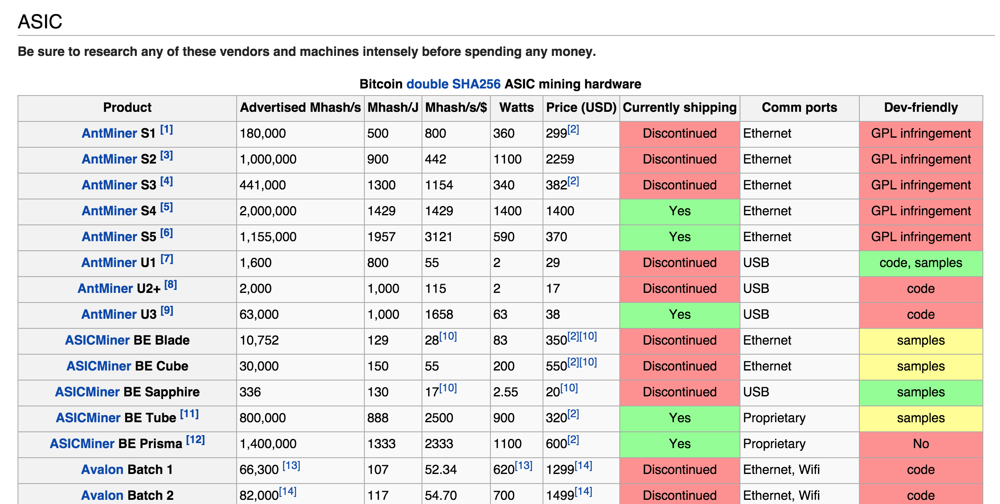 ASIC
Be sure to research any of these vendors and machines intensely before spending any money.
Bitcoin double SHA256 ASIC mining hardware
Product Advertised Mhash/s Mhash/J Mhash/s/$ Watts Price (USD) Currently shipping Comm ports Dev-friendly
AntMiner S1 [1] 180,000 500 800 360 299[2] Discontinued Ethernet GPL infringement
AntMiner S2 [3] 1,000,000 900 442 1100 2259 Discontinued Ethernet GPL infringement
AntMiner S3 [4] 441,000 1300 1154 340 382[2] Discontinued Ethernet GPL infringement
AntMiner S4 [5] 2,000,000 1429 1429 1400 1400 Yes Ethernet GPL infringement
AntMiner S5 [6] 1,155,000 1957 3121 590 370 Yes Ethernet GPL infringement
AntMiner U1 [7] 1,600 800 55 2 29 Discontinued USB code, samples
AntMiner U2+ [8] 2,000 1,000 115 2 17 Discontinued USB code
AntMiner U3 [9] 63,000 1,000 1658 63 38 Yes USB code
ASICMiner BE Blade 10,752 129 28[10] 83 350[2][10] Discontinued Ethernet samples
ASICMiner BE Cube 30,000 150 55 200 550[2][10] Discontinued Ethernet samples
ASICMiner BE Sapphire 336 130 17[10] 2.55 20[10] Discontinued USB samples
ASICMiner BE Tube [11] 800,000 888 2500 900 320[2] Yes Proprietary samples
ASICMiner BE Prisma [12] 1,400,000 1333 2333 1100 600[2] Yes Proprietary No
Avalon Batch 1 66,300 [13] 107 52.34 620[13] 1299[14] Discontinued Ethernet, Wifi code
Avalon Batch 2 82,000[14] 117 54.70 700 1499[14] Discontinued Ethernet, Wifi code